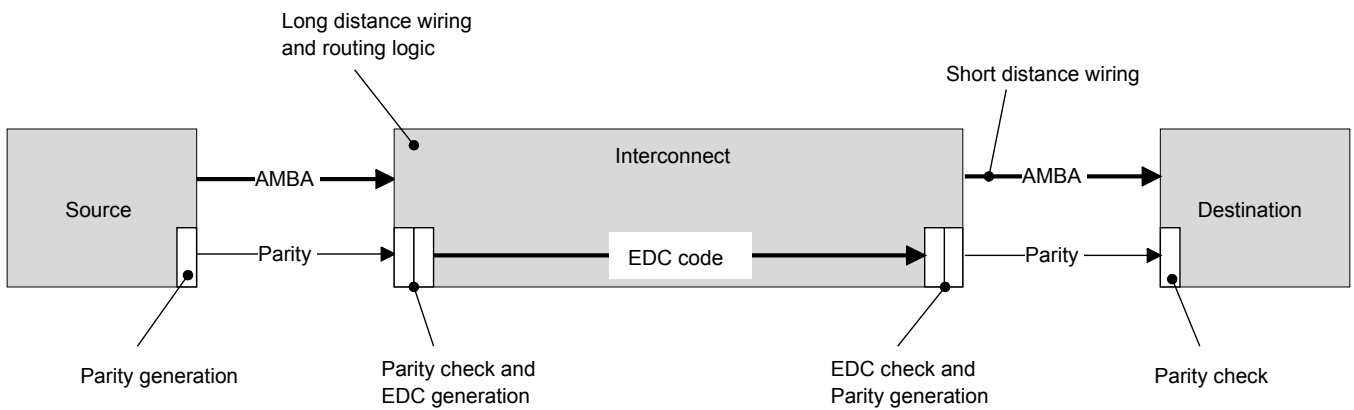 Long distance wiring
and routing logic
Short distance wiring
Interconnect
AMBA
AMBA
Source
Destination
Parity
EDC code
Parity
Parity generation
Parity check and
EDC generation
EDC check and
Parity generation
Parity check